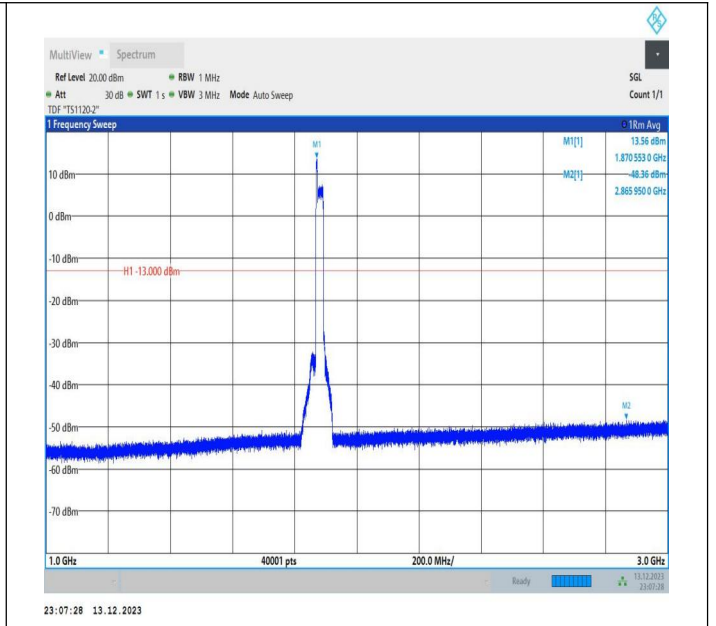 R S
MultiView Spectrum
Ref Level 20.00 dBm RBW 1 MHz SGL
Att 30 dB SWT 1 s VBW 3 MHz Mode Auto Sweep Count 1/1
TDF "TS1120-2"
1 Frequency Sweep 1Rm Avg
M1 M1[1] 13.56 dBm
1.870 553 0 GHz
10 dBm M2[1] -48.36 dBm
2.865 950 0 GHz
0 dBm
-10 dBm
H1 -13.000 dBm
-20 dBm
-30 dBm
-40 dBm
M2
-50 dBm
-60 dBm
-70 dBm
1.0 GHz 40001 pts 200.0 MHz/ 3.0 GHz
Ready 13.12.2023
23:07:28
23:07:28 13.12.2023